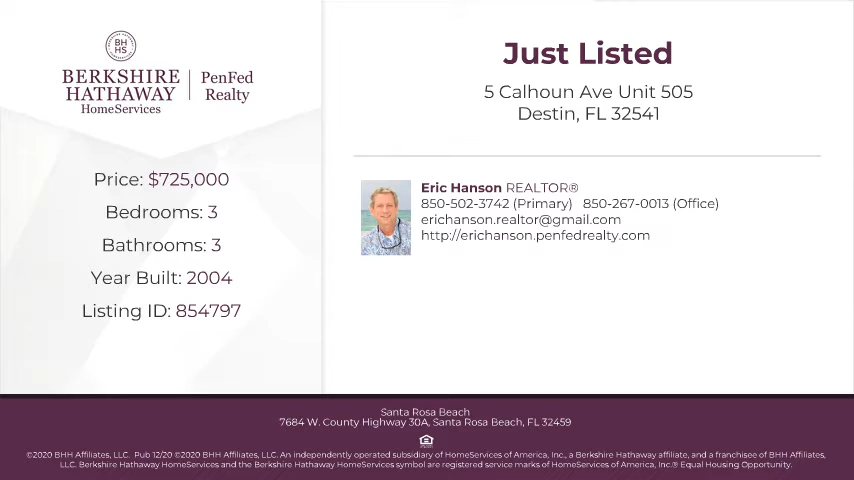 BH
HS
BERKSHIRE
HATHAWAY
HomeServices
PenFed
Realty
Price: $725,000
Bedrooms: 3
Bathrooms: 3
Year Built: 2004
Listing ID: 854797
Just Listed
5 Calhoun Ave Unit 505
Destin, FL 32541
Eric Hanson REALTOR®
850-502-3742 (Primary)   850-267-0013 (Office)
erichanson.realtor@gmail.com
http://erichanson.penfedrealty.com
Santa Rosa Beach
7684 W. County Highway 30A, Santa Rosa Beach, FL 32459
©2020 BHH Affiliates, LLC.  Pub 12/20 ©2020 BHH Affiliates, LLC. An independently operated subsidiary of HomeServices of America, Inc., a Berkshire Hathaway affiliate, and a franchisee of BHH Affiliates,
LLC. Berkshire Hathaway HomeServices and the Berkshire Hathaway HomeServices symbol are registered service marks of HomeServices of America, Inc.® Equal Housing Opportunity.